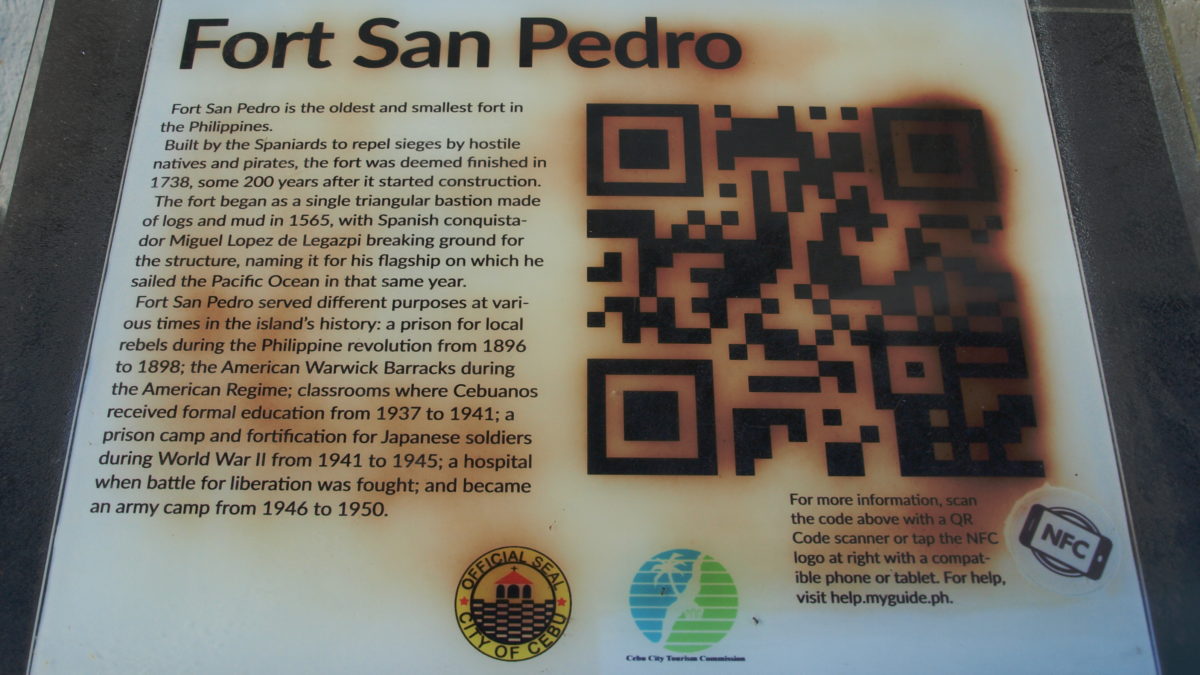 Fort San Pedro
Fort San Pedro is the oldest and smallest fort in
the Philippines.
Built by the Spaniards to repel sieges by hostile
natives and pirates, the fort was deemed finished in
1738, some 200 years after it started construction.
The fort began as a single triangular bastion made
of logs and mud in 1565, with Spanish conquista-
dor Miguel Lopez de Legazpi breaking ground for
the structure, naming it for his flagship on which he
sailed the Pacific Ocean in that same year.
Fort San Pedro served different purposes at vari-
ous times in the island's history: a prison for local
rebels during the Philippine revolution from 1896
to 1898; the American Warwick Barracks during
the American Regime; classrooms where Cebuanos
received formal education from 1937 to 1941; a
prison camp and fortification for Japanese soldiers
during World War II from 1941 to 1945; a hospital
when battle for liberation was fought; and became
an army camp from 1946 to 1950.
For more information, scan
the code above with a QR
Code scanner or tap the NFC
logo at right with a compat-
ible phone or tablet. For help,
visit help.myguide.ph.
NFC
OFFICIAL SEAL
CITY OF CEBU
Cebu City Tourism Commission